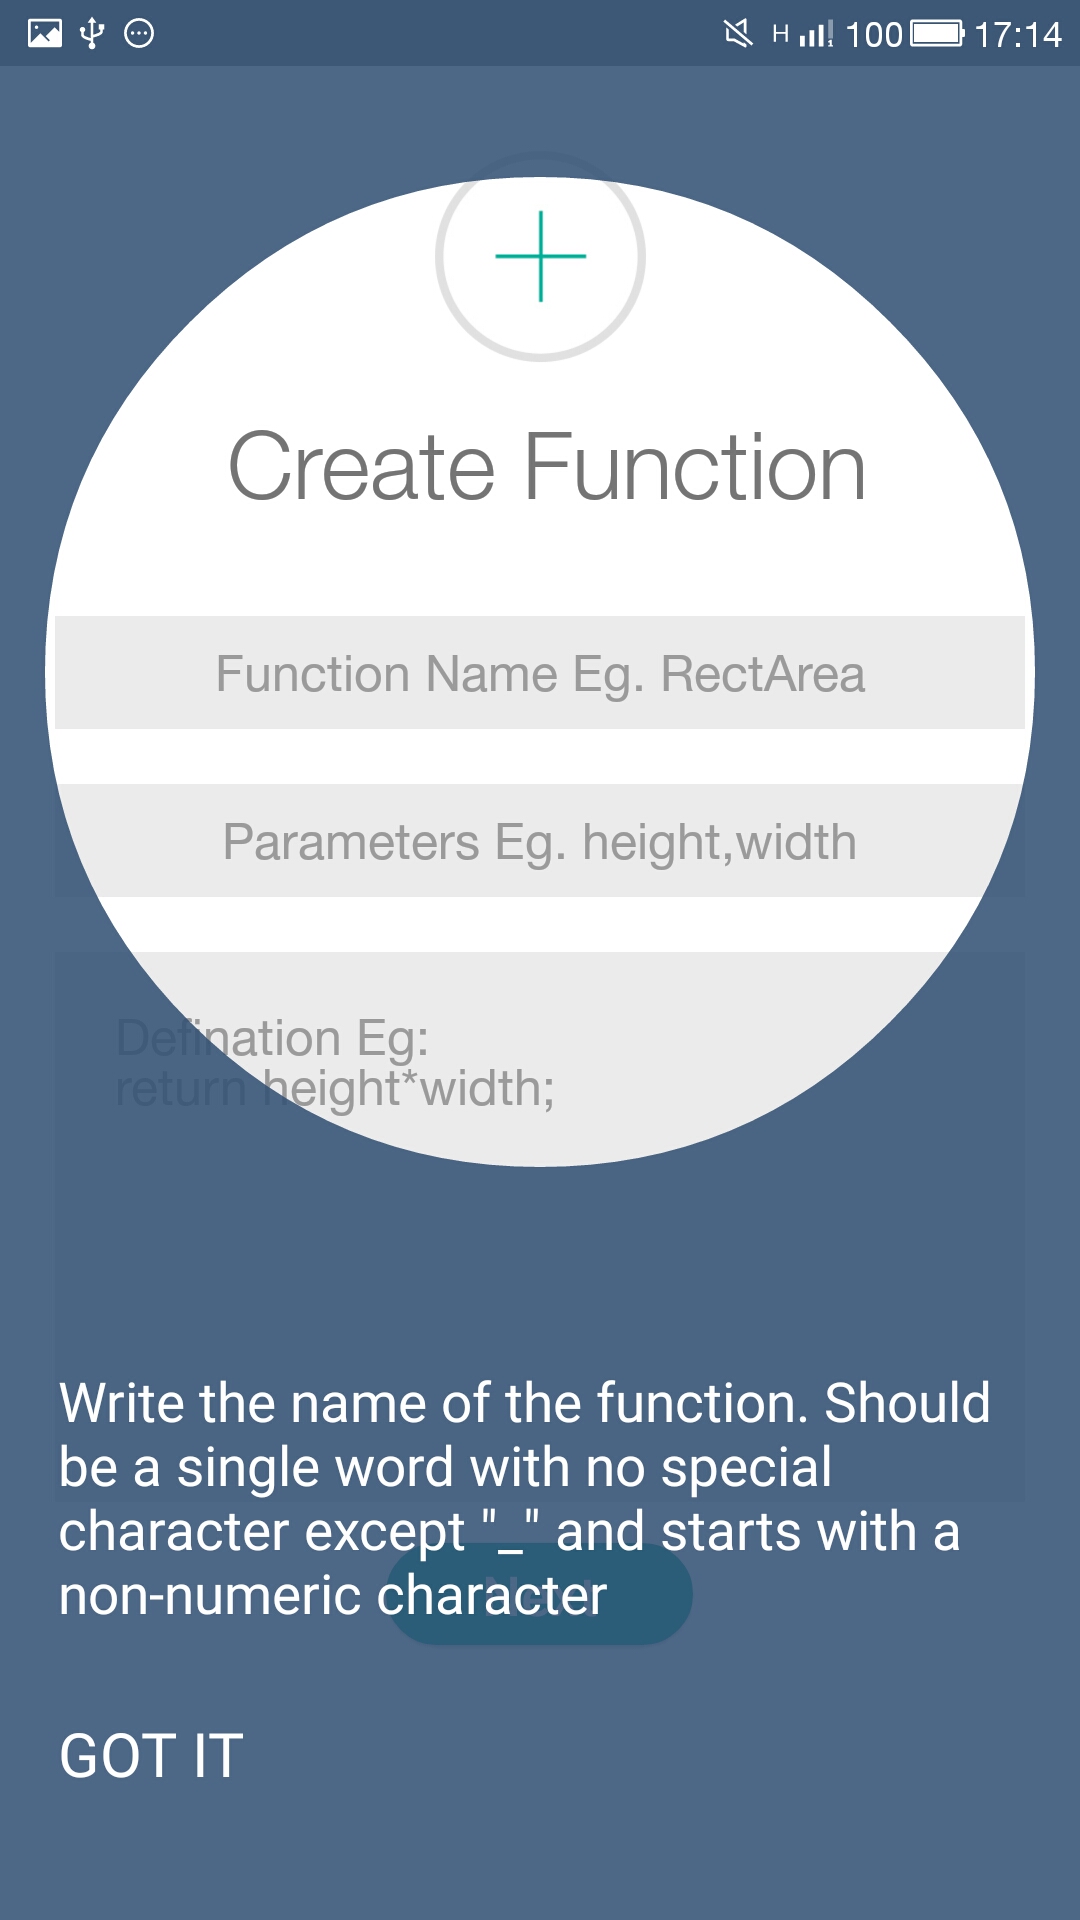 H 100 17:14
Create Function
Function Name Eg. RectArea
Parameters Eg. height,width
Defination Eg:
return height*width;
Write the name of the function. Should
be a single word with no special
character except "_" and starts with a
non-numeric character
Next
GOT IT